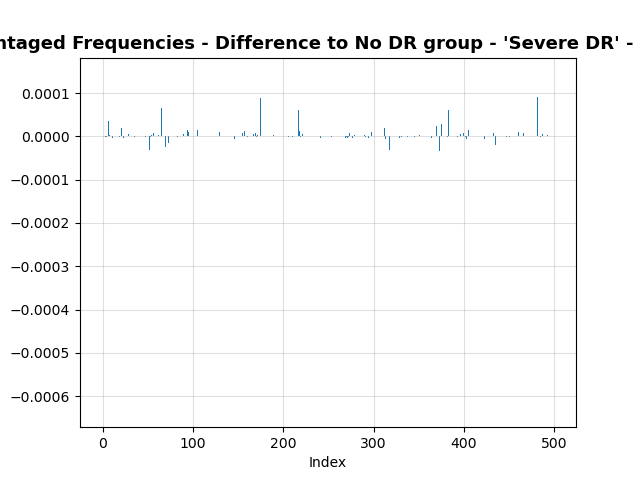 ntaged Frequencies - Difference to No DR group - 'Severe DR' -
0.0001
0.0000
−0.0001
−0.0002
−0.0003
−0.0004
−0.0005
−0.0006
0 100 200 300 400 500
Index